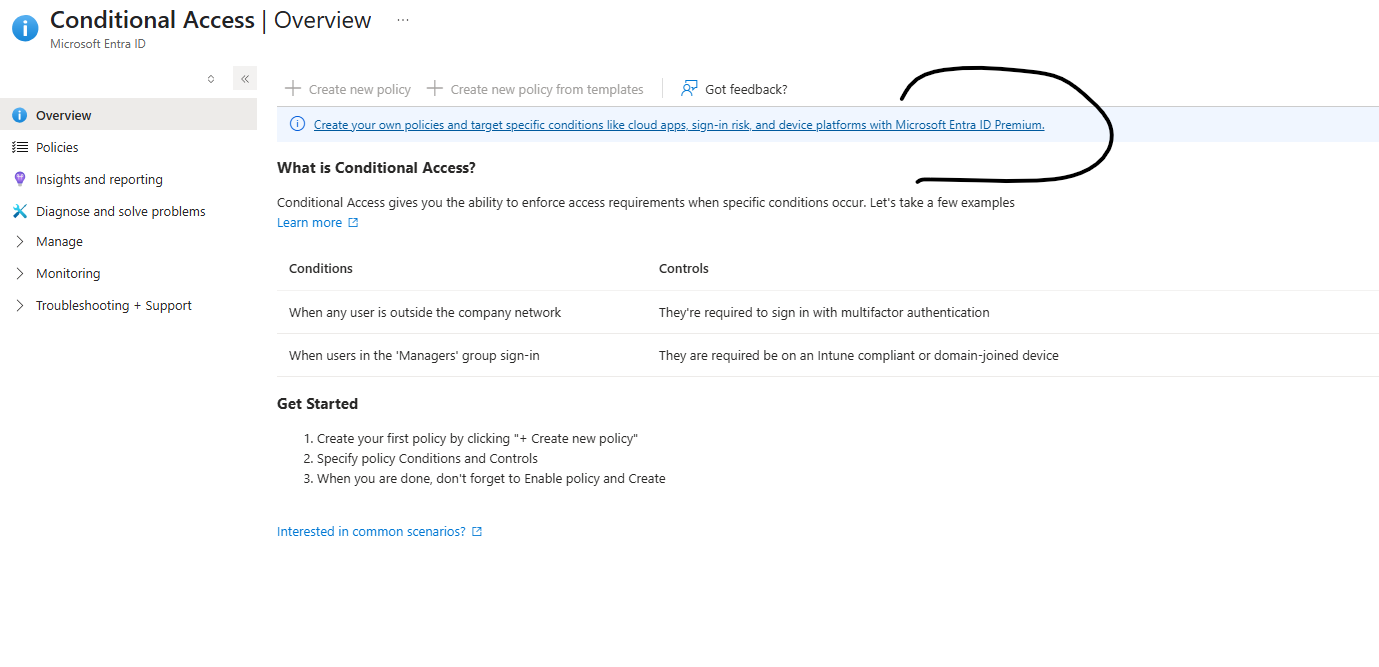 Conditional Access | Overview ...
Microsoft Entra ID
Create new policy
Create new policy from templates
Got feedback?
Overview
Policies
Insights and reporting
Diagnose and solve problems
Manage
Monitoring
Troubleshooting + Support
Create your own policies and target specific conditions like cloud apps, sign-in risk, and device platforms with Microsoft Entra ID Premium.
What is Conditional Access?
Conditional Access gives you the ability to enforce access requirements when specific conditions occur. Let's take a few examples
Learn more
Conditions Controls
When any user is outside the company network They're required to sign in with multifactor authentication
When users in the 'Managers' group sign-in They are required be on an Intune compliant or domain-joined device
Get Started
1. Create your first policy by clicking "+ Create new policy"
2. Specify policy Conditions and Controls
3. When you are done, don't forget to Enable policy and Create
Interested in common scenarios?